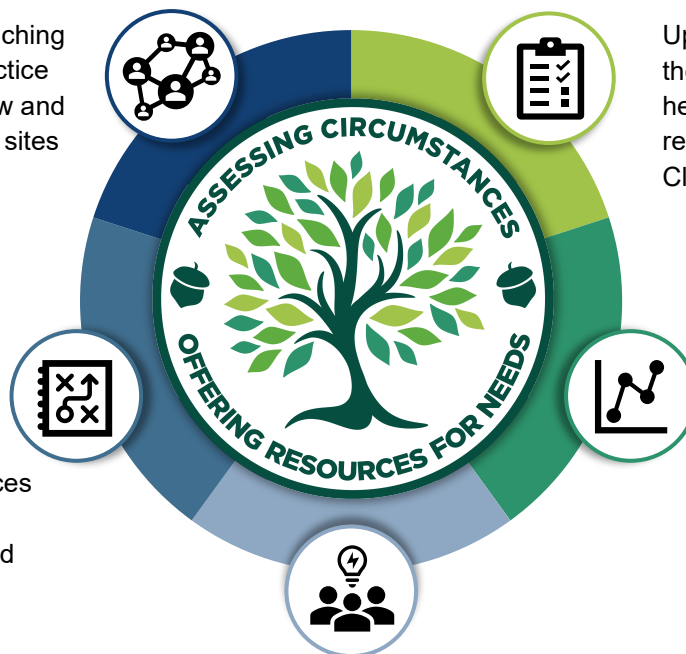 ching
ctice
w and
sites
Up
the
he
re
Cl
ASSESSING CIRCUMSTANCES
OFFERING RESOURCES FOR NEEDS
ces
d